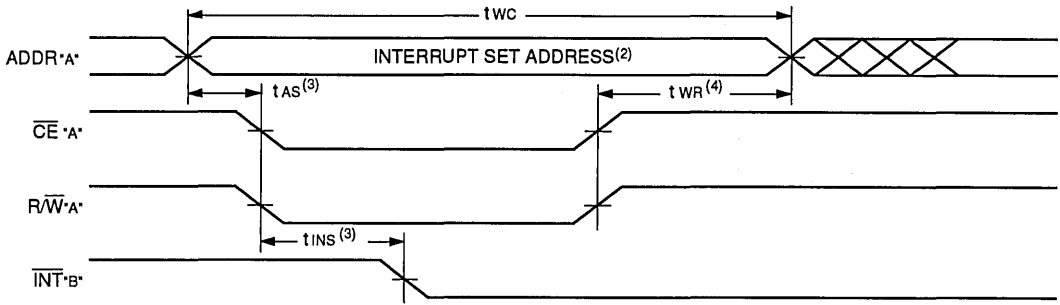 tWC
ADDR"A"
INTERRUPT SET ADDRESS(2)
tAS(3)
tWR(4)
CE"A"
R/W"A"
tINS(3)
INT"B"